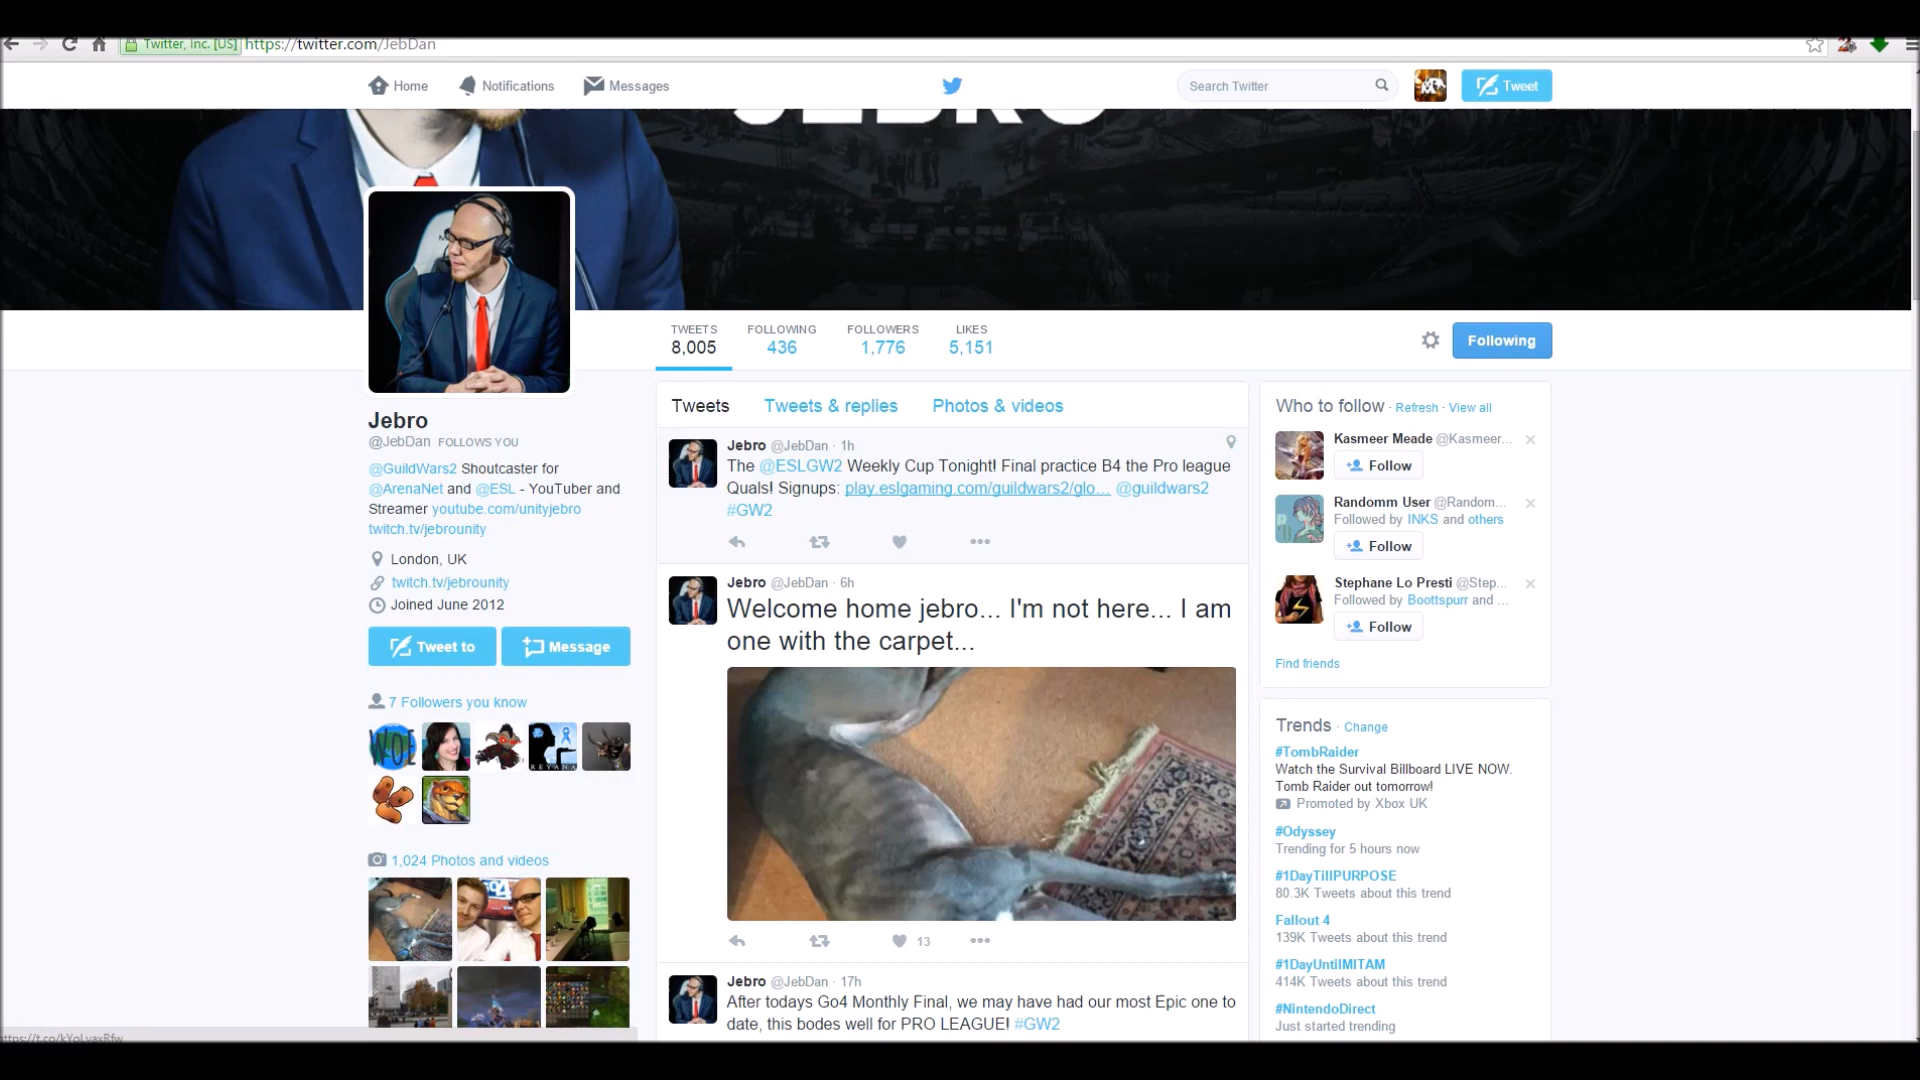 Twitter, Inc. [US] https://twitter.com/JebDan
Home Notifications Messages Search Twitter Tweet
JEBRO
TWEETS FOLLOWING FOLLOWERS LIKES
8,005 436 1,776 5,151
Following
Jebro
@JebDan FOLLOWS YOU
@GuildWars2 Shoutcaster for
@ArenaNet and @ESL - YouTuber and
Streamer youtube.com/unityjebro
twitch.tv/jebrounity
London, UK
twitch.tv/jebrounity
Joined June 2012
Tweet to Message
7 Followers you know
WOE
REYANA
1,024 Photos and videos
Tweets Tweets & replies Photos & videos
Jebro @JebDan · 1h
The @ESLGW2 Weekly Cup Tonight! Final practice B4 the Pro league
Quals! Signups: play.eslgaming.com/guildwars2/glo... @guildwars2
#GW2
Jebro @JebDan · 6h
Welcome home jebro... I'm not here... I am
one with the carpet...
13
Jebro @JebDan · 17h
After todays Go4 Monthly Final, we may have had our most Epic one to
date, this bodes well for PRO LEAGUE! #GW2
Who to follow · Refresh · View all
Kasmeer Meade @Kasmeer...
Follow
Randomm User @Random...
Followed by INKS and others
Follow
Stephane Lo Presti @Step...
Followed by Boottspurr and ...
Follow
Find friends
Trends · Change
#TombRaider
Watch the Survival Billboard LIVE NOW.
Tomb Raider out tomorrow!
Promoted by Xbox UK
#Odyssey
Trending for 5 hours now
#1DayTillPURPOSE
80.3K Tweets about this trend
Fallout 4
139K Tweets about this trend
#1DayUntilMITAM
414K Tweets about this trend
#NintendoDirect
Just started trending